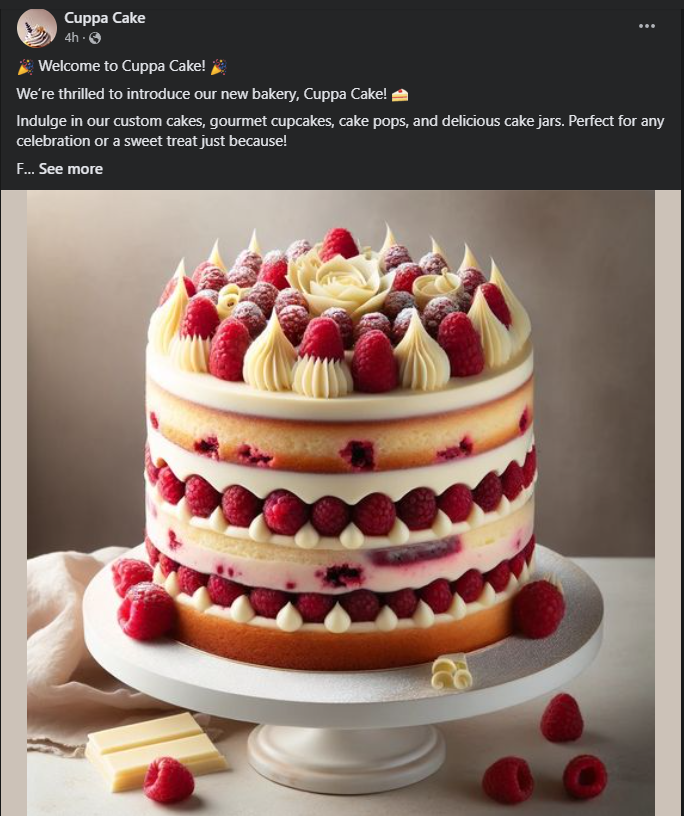 Cuppa Cake
4h ·
🎉 Welcome to Cuppa Cake! 🎉
We’re thrilled to introduce our new bakery, Cuppa Cake! 🍰
Indulge in our custom cakes, gourmet cupcakes, cake pops, and delicious cake jars. Perfect for any
celebration or a sweet treat just because!
F... See more